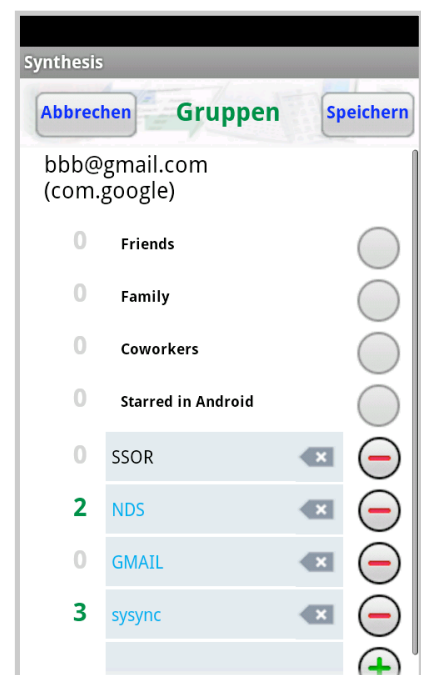 Synthesis
Abbrechen Gruppen Speichern
bbb@gmail.com
(com.google)
0 Friends
0 Family
0 Coworkers
0 Starred in Android
0 SSOR
2 NDS
0 GMAIL
3 sysync